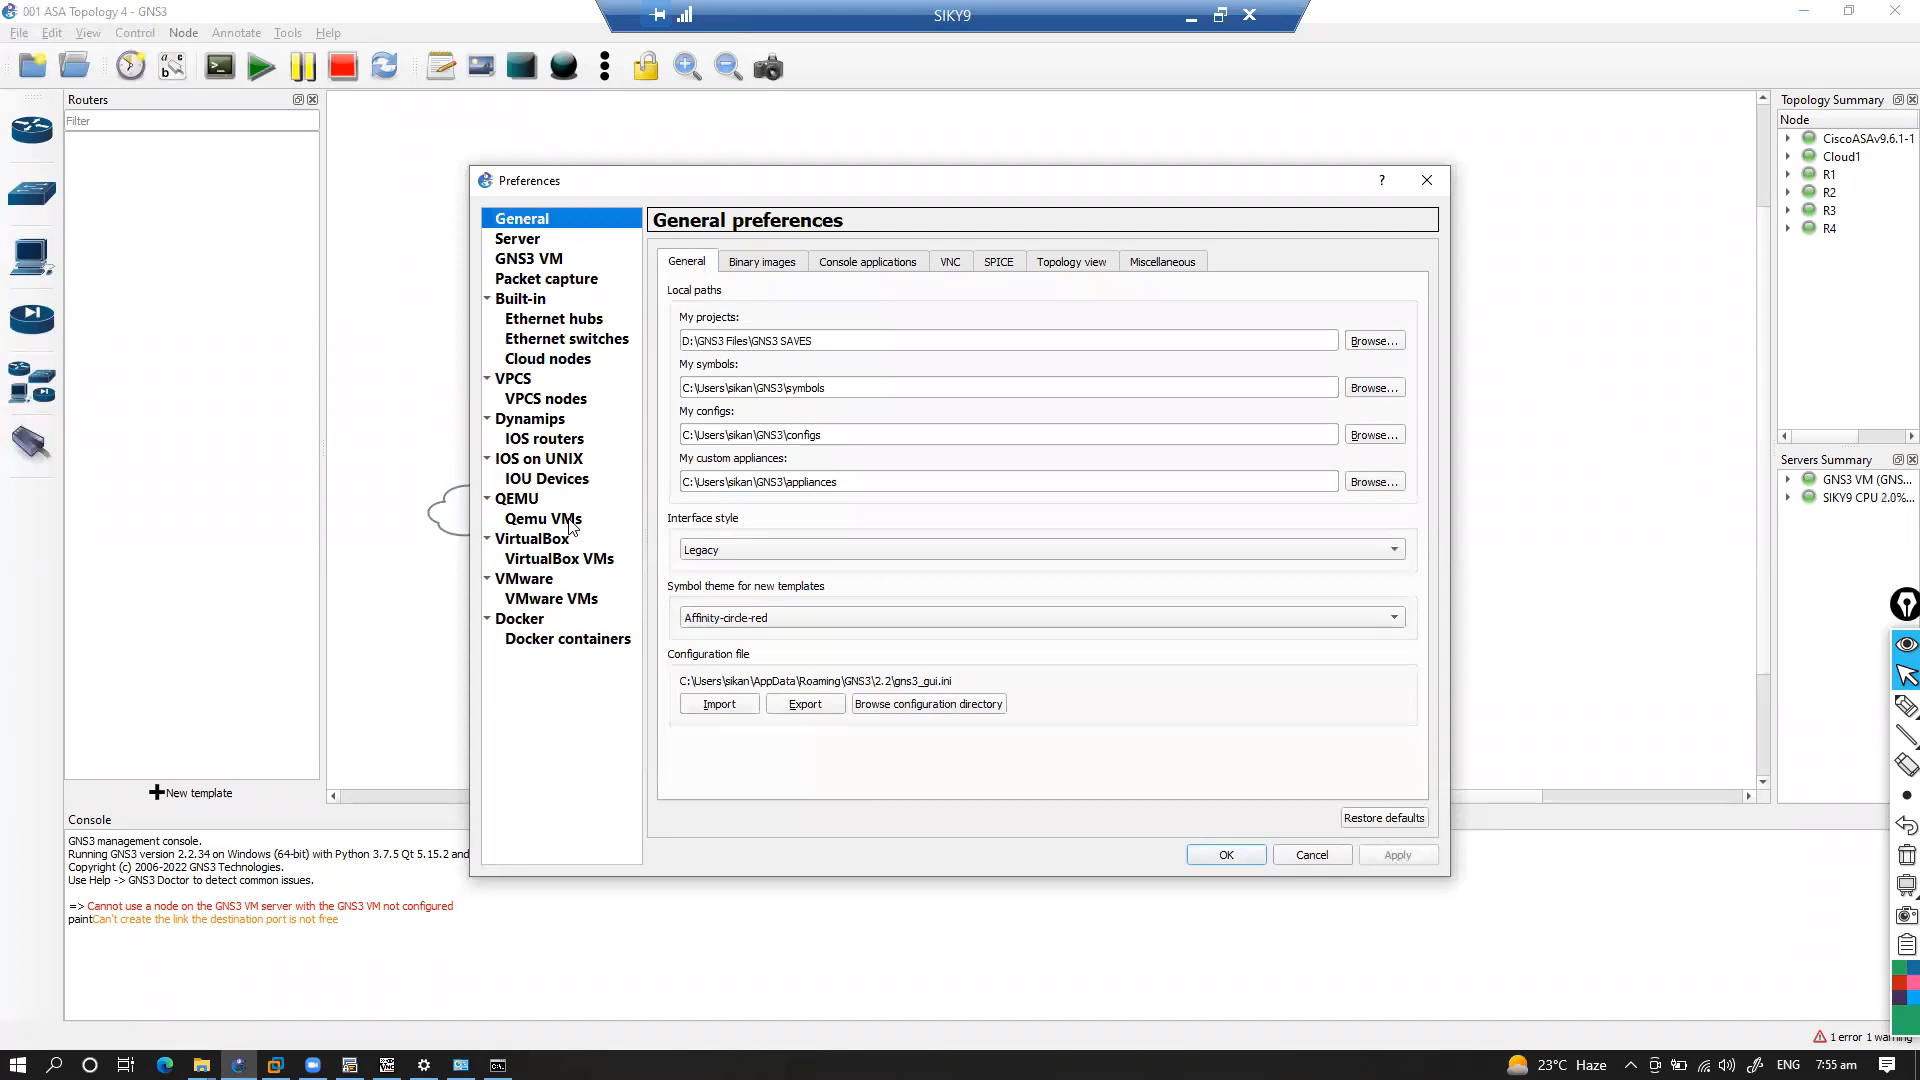 001 ASA Topology 4 - GNS3
SIKY9
File Edit View Control Node Annotate Tools Help
Routers
Filter
New template
Topology Summary
Node
CiscoASAv9.6.1-1
Cloud1
R1
R2
R3
R4
Servers Summary
GNS3 VM (GNS...
SIKY9 CPU 2.0%...
Preferences
?
General
Server
GNS3 VM
Packet capture
Built-in
Ethernet hubs
Ethernet switches
Cloud nodes
VPCS
VPCS nodes
Dynamips
IOS routers
IOS on UNIX
IOU Devices
QEMU
Qemu VMs
VirtualBox
VirtualBox VMs
VMware
VMware VMs
Docker
Docker containers
General preferences
General Binary images Console applications VNC SPICE Topology view Miscellaneous
Local paths
My projects:
D:\GNS3 Files\GNS3 SAVES Browse...
My symbols:
C:\Users\sikan\GNS3\symbols Browse...
My configs:
C:\Users\sikan\GNS3\configs Browse...
My custom appliances:
C:\Users\sikan\GNS3\appliances Browse...
Interface style
Legacy
Symbol theme for new templates
Affinity-circle-red
Configuration file
C:\Users\sikan\AppData\Roaming\GNS3\2.2\gns3_gui.ini
Import Export Browse configuration directory
Restore defaults
OK Cancel Apply
Console
GNS3 management console.
Running GNS3 version 2.2.34 on Windows (64-bit) with Python 3.7.5 Qt 5.15.2 and
Copyright (c) 2006-2022 GNS3 Technologies.
Use Help -> GNS3 Doctor to detect common issues.
=> Cannot use a node on the GNS3 VM server with the GNS3 VM not configured
paintCan't create the link the destination port is not free
1 error 1 warning
23°C Haze
ENG
7:55 am